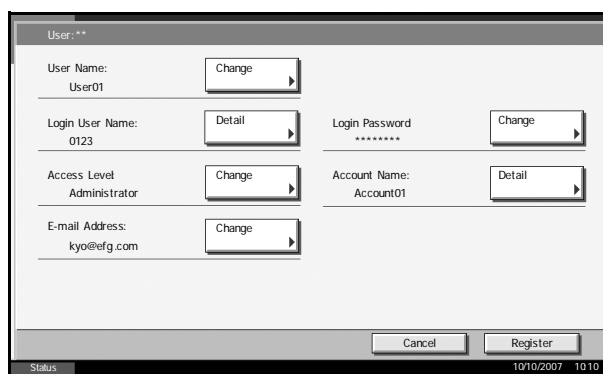 User:**
User Name:
User01
Change
Login User Name:
0123
Detail
Login Password
********
Change
Access Level:
Administrator
Change
Account Name:
Account01
Detail
E-mail Address:
kyo@efg.com
Change
Cancel
Register
Status
10/10/2007 10:10